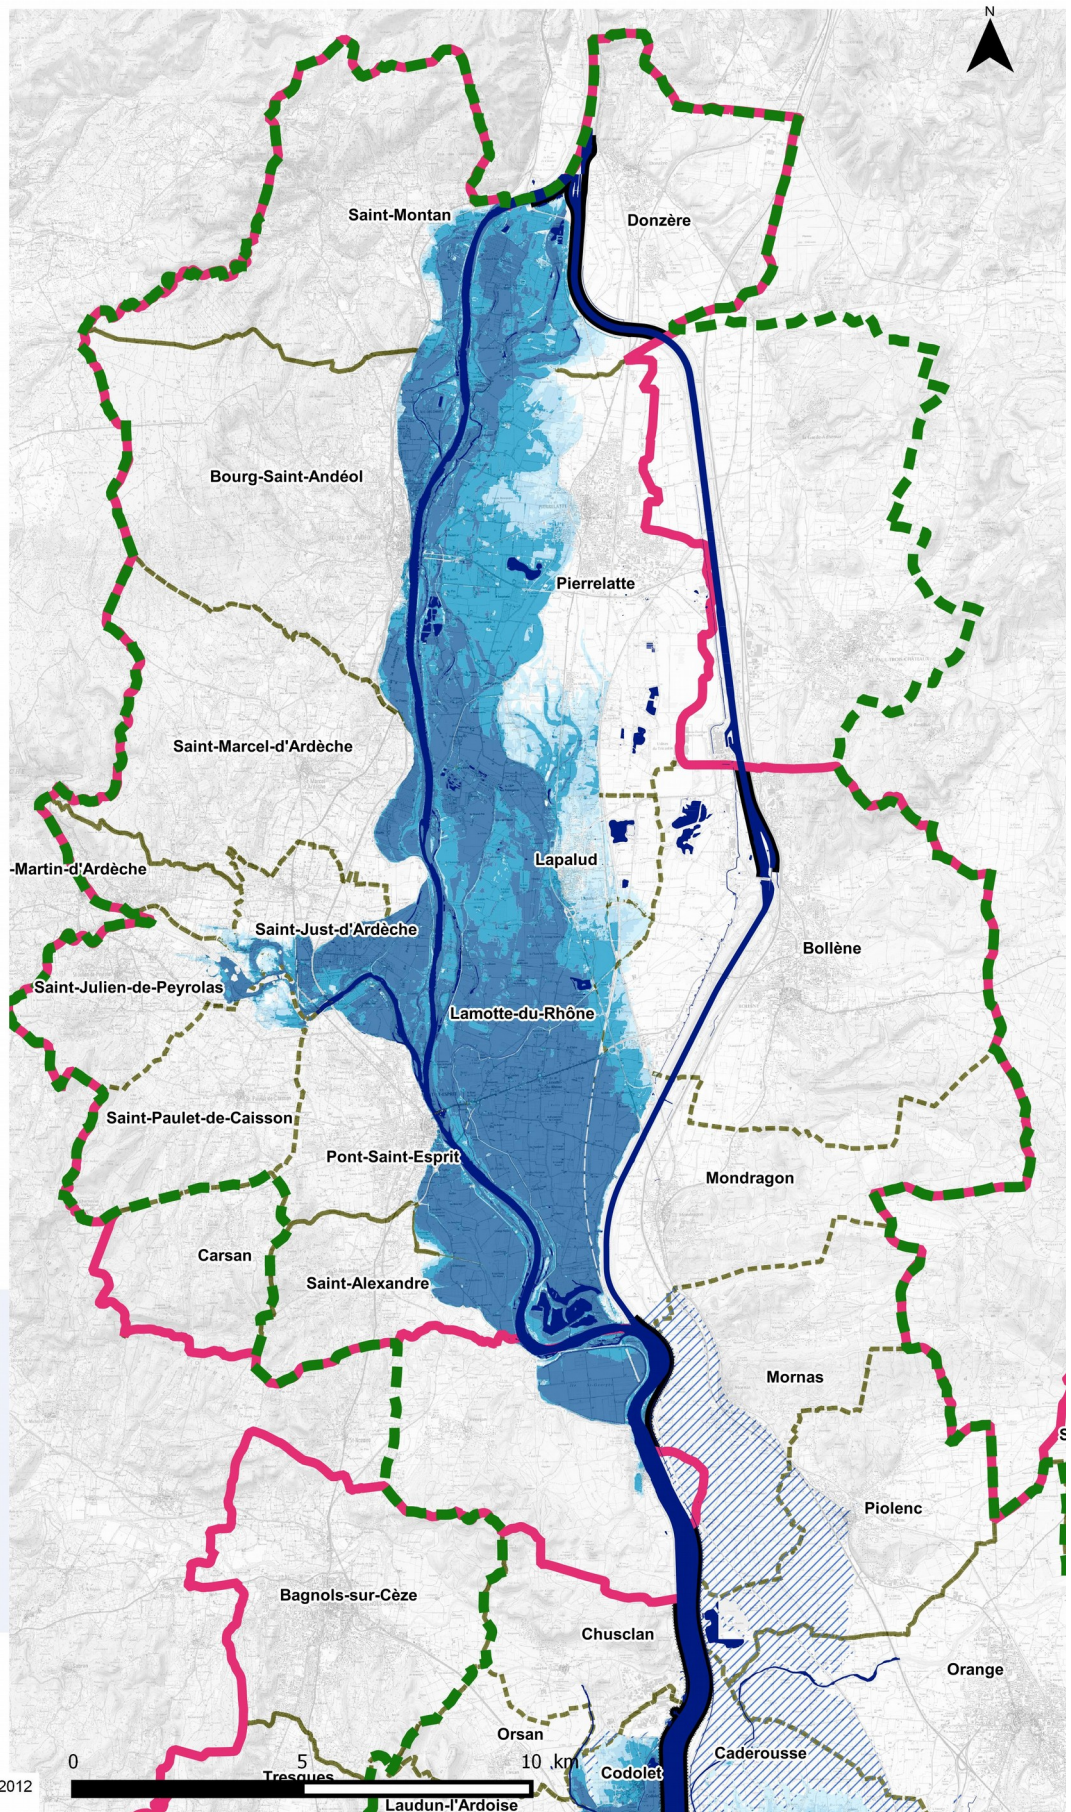 N
Saint-Montan
Donzère
Bourg-Saint-Andéol
Pierrelatte
Saint-Marcel-d'Ardèche
Lapalud
-Martin-d'Ardèche
Saint-Just-d'Ardèche
Bollène
Saint-Julien-de-Peyrolas
Lamotte-du-Rhône
Saint-Paulet-de-Caisson
Pont-Saint-Esprit
Mondragon
Carsan
Saint-Alexandre
Mornas
S
Piolenc
Bagnols-sur-Cèze
Chusclan
Orange
Orsan
Caderousse
0 5 10 km
Codolet
Tresques
2012
Laudun-l'Ardoise